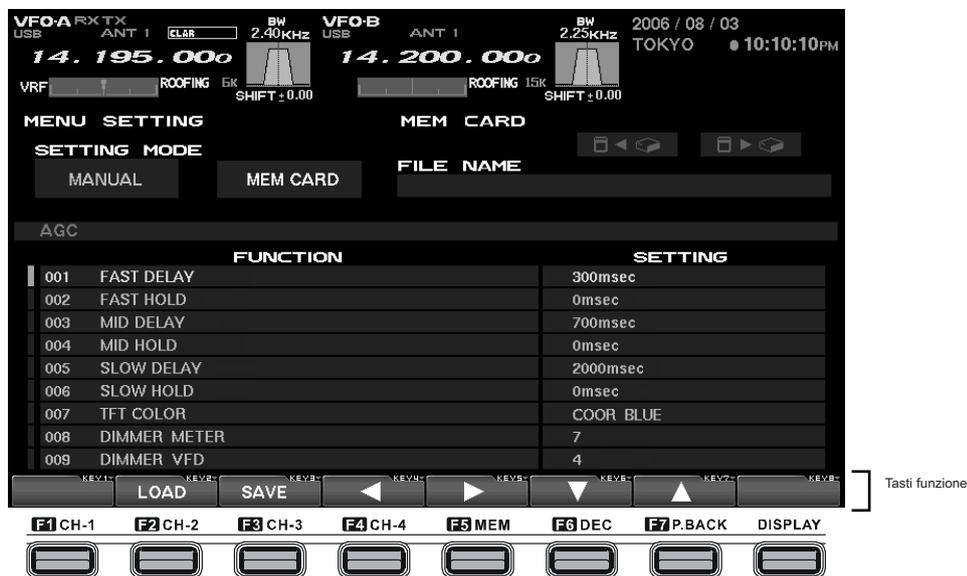 VFO-A RX TX BW VFO-B BW 2006 / 08 / 03
USB ANT 1 CLAR 2.40KHz USB ANT 1 2.25KHz TOKYO 10:10:10PM
14. 195. 000 14. 200. 000
VRF ROOFING 6K ROOFING 15K
SHIFT ± 0.00 SHIFT ± 0.00
MENU SETTING MEM CARD
SETTING MODE
MANUAL MEM CARD FILE NAME
AGC
FUNCTION SETTING
001 FAST DELAY 300msec
002 FAST HOLD 0msec
003 MID DELAY 700msec
004 MID HOLD 0msec
005 SLOW DELAY 2000msec
006 SLOW HOLD 0msec
007 TFT COLOR COOR BLUE
008 DIMMER METER 7
009 DIMMER VFD 4
KEY1 KEY2 KEY3 KEY4 KEY5 KEY6 KEY7 KEY8
LOAD SAVE
Tasti funzione
F1 CH-1 F2 CH-2 F3 CH-3 F4 CH-4 F5 MEM F6 DEC F7 P.BACK DISPLAY